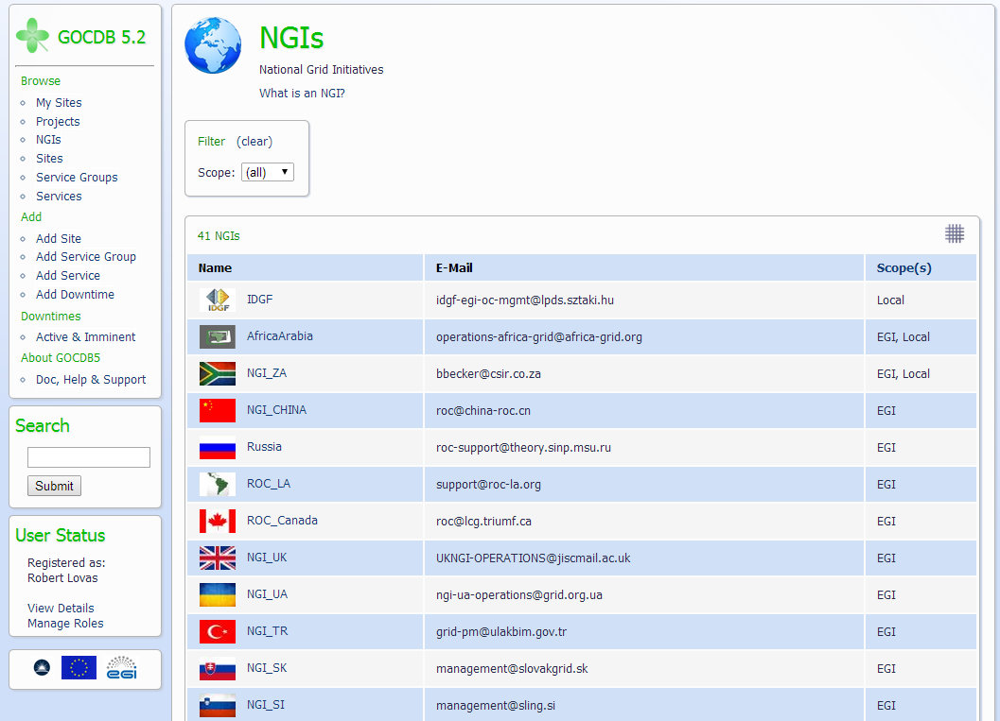 GOCDB 5.2
Browse
My Sites
Projects
NGIs
Sites
Service Groups
Services
Add
Add Site
Add Service Group
Add Service
Add Downtime
Downtimes
Active & Imminent
About GOCDB5
Doc, Help & Support
Search
Submit
User Status
Registered as:
Robert Lovas
View Details
Manage Roles
egi
NGIs
National Grid Initiatives
What is an NGI?
Filter (clear)
Scope: (all)
41 NGIs
Name E-Mail Scope(s)
IDGF IDGF idgf-egi-oc-mgmt@lpds.sztaki.hu Local
AfricaArabia operations-africa-grid@africa-grid.org EGI, Local
NGI_ZA bbecker@csir.co.za EGI, Local
NGI_CHINA roc@china-roc.cn EGI
Russia roc-support@theory.sinp.msu.ru EGI
ROC_LA support@roc-la.org EGI
ROC_Canada roc@lcg.triumf.ca EGI
NGI_UK UKNGI-OPERATIONS@jiscmail.ac.uk EGI
NGI_UA ngi-ua-operations@grid.org.ua EGI
NGI_TR grid-pm@ulakbim.gov.tr EGI
NGI_SK management@slovakgrid.sk EGI
NGI_SI management@sling.si EGI